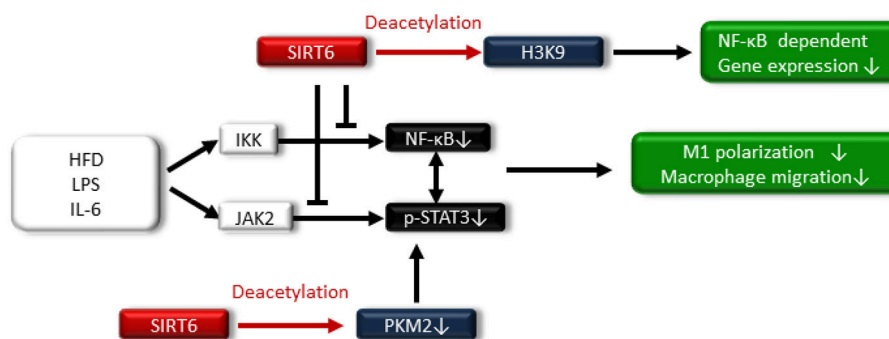 Deacetylation
SIRT6
H3K9
NF-κB dependent
Gene expression ↓
HFD
LPS
IL-6
IKK
NF-κB↓
JAK2
p-STAT3↓
M1 polarization ↓
Macrophage migration↓
Deacetylation
SIRT6
PKM2↓